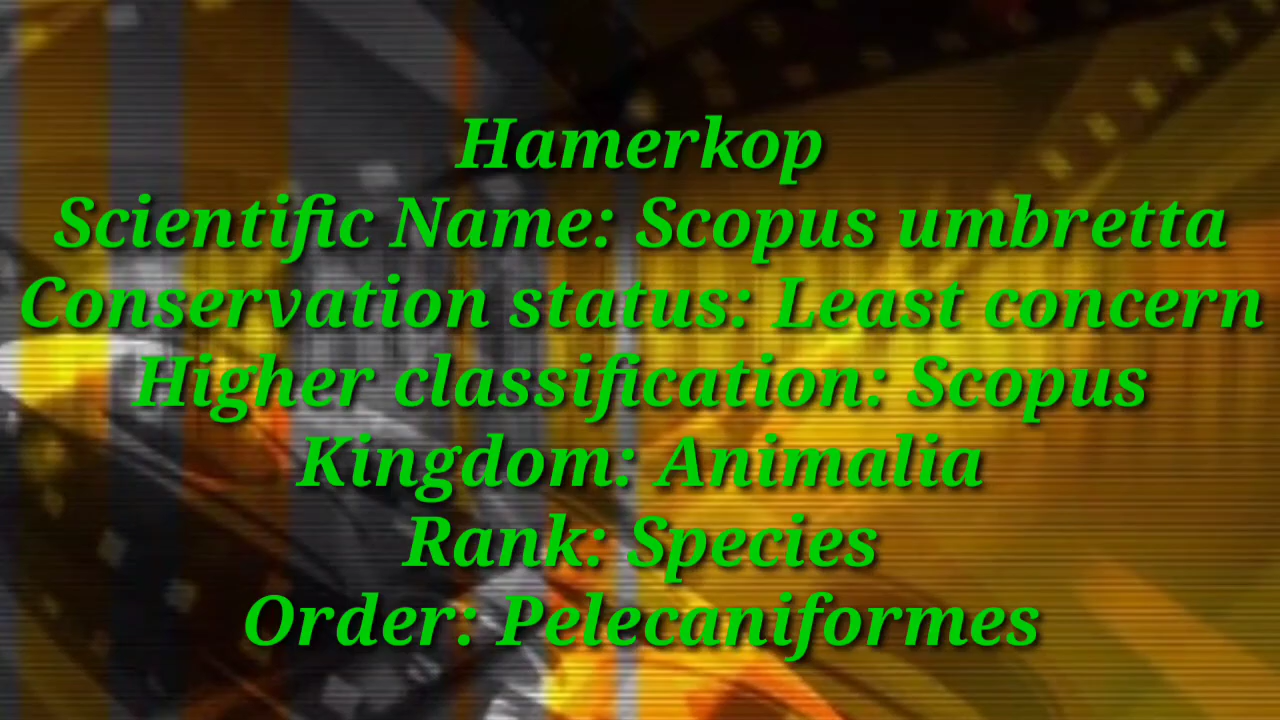 Hamerkop
Scientific Name: Scopus umbretta
Conservation status: Least concern
Higher classification: Scopus
Kingdom: Animalia
Rank: Species
Order: Pelecaniformes